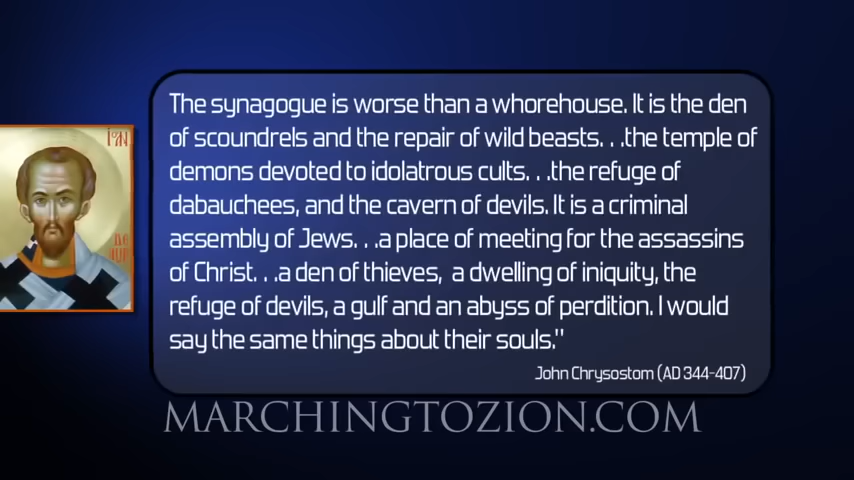 The synagogue is worse than a whorehouse. It is the den
of scoundrels and the repair of wild beasts. . .the temple of
demons devoted to idolatrous cults. . .the refuge of
dabauchees, and the cavern of devils. It is a criminal
assembly of Jews. . .a place of meeting for the assassins
of Christ. . .a den of thieves, a dwelling of iniquity, the
refuge of devils, a gulf and an abyss of perdition. I would
say the same things about their souls."
John Chrysostom (AD 344-407)
MARCHINGTOZION.COM